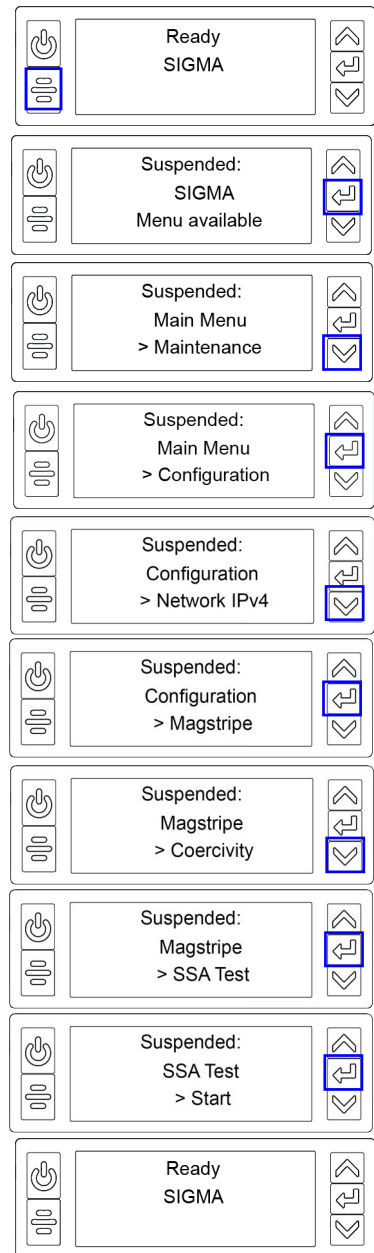 Ready
SIGMA
Suspended:
SIGMA
Menu available
Suspended:
Main Menu
> Maintenance
Suspended:
Main Menu
> Configuration
Suspended:
Configuration
> Network IPv4
Suspended:
Configuration
> Magstripe
Suspended:
Magstripe
> Coercivity
Suspended:
Magstripe
> SSA Test
Suspended:
SSA Test
> Start
Ready
SIGMA